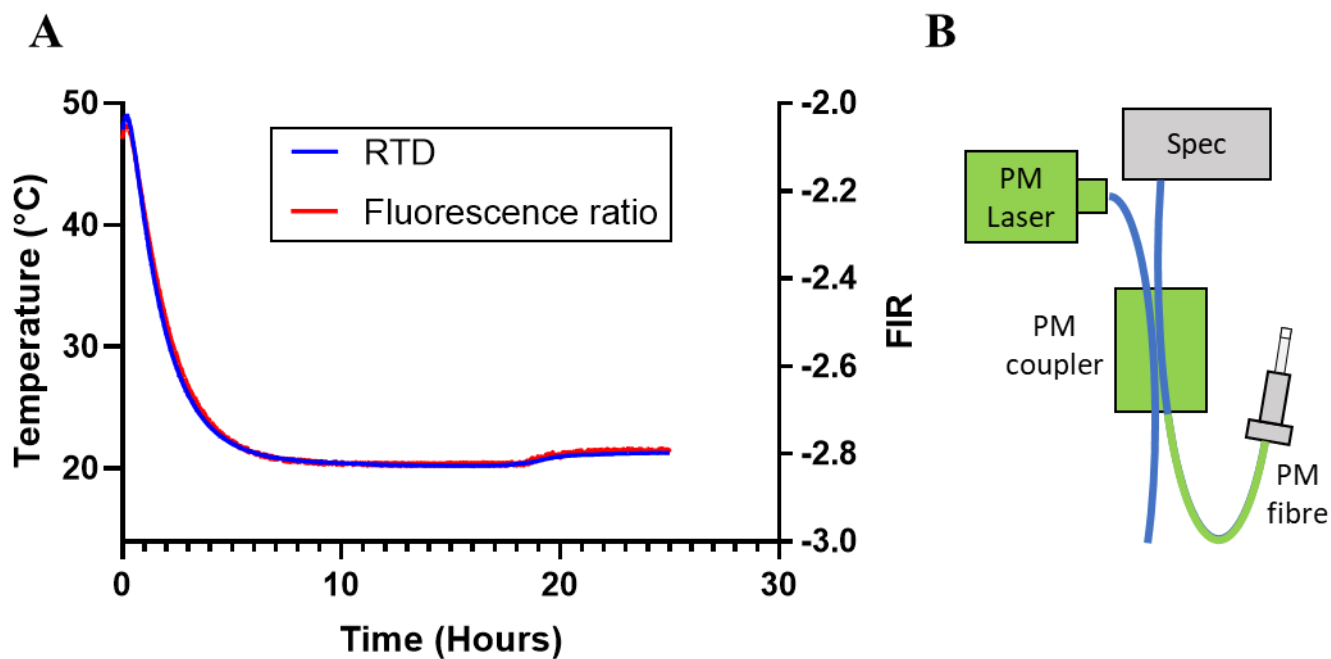 A
B
50
40
30
20
Temperature (°C)
RTD
Fluorescence ratio
-2.0
-2.2
-2.4
-2.6
-2.8
-3.0
FIR
0
10
20
30
Time (Hours)
PM
Laser
Spec
PM
coupler
PM
fibre